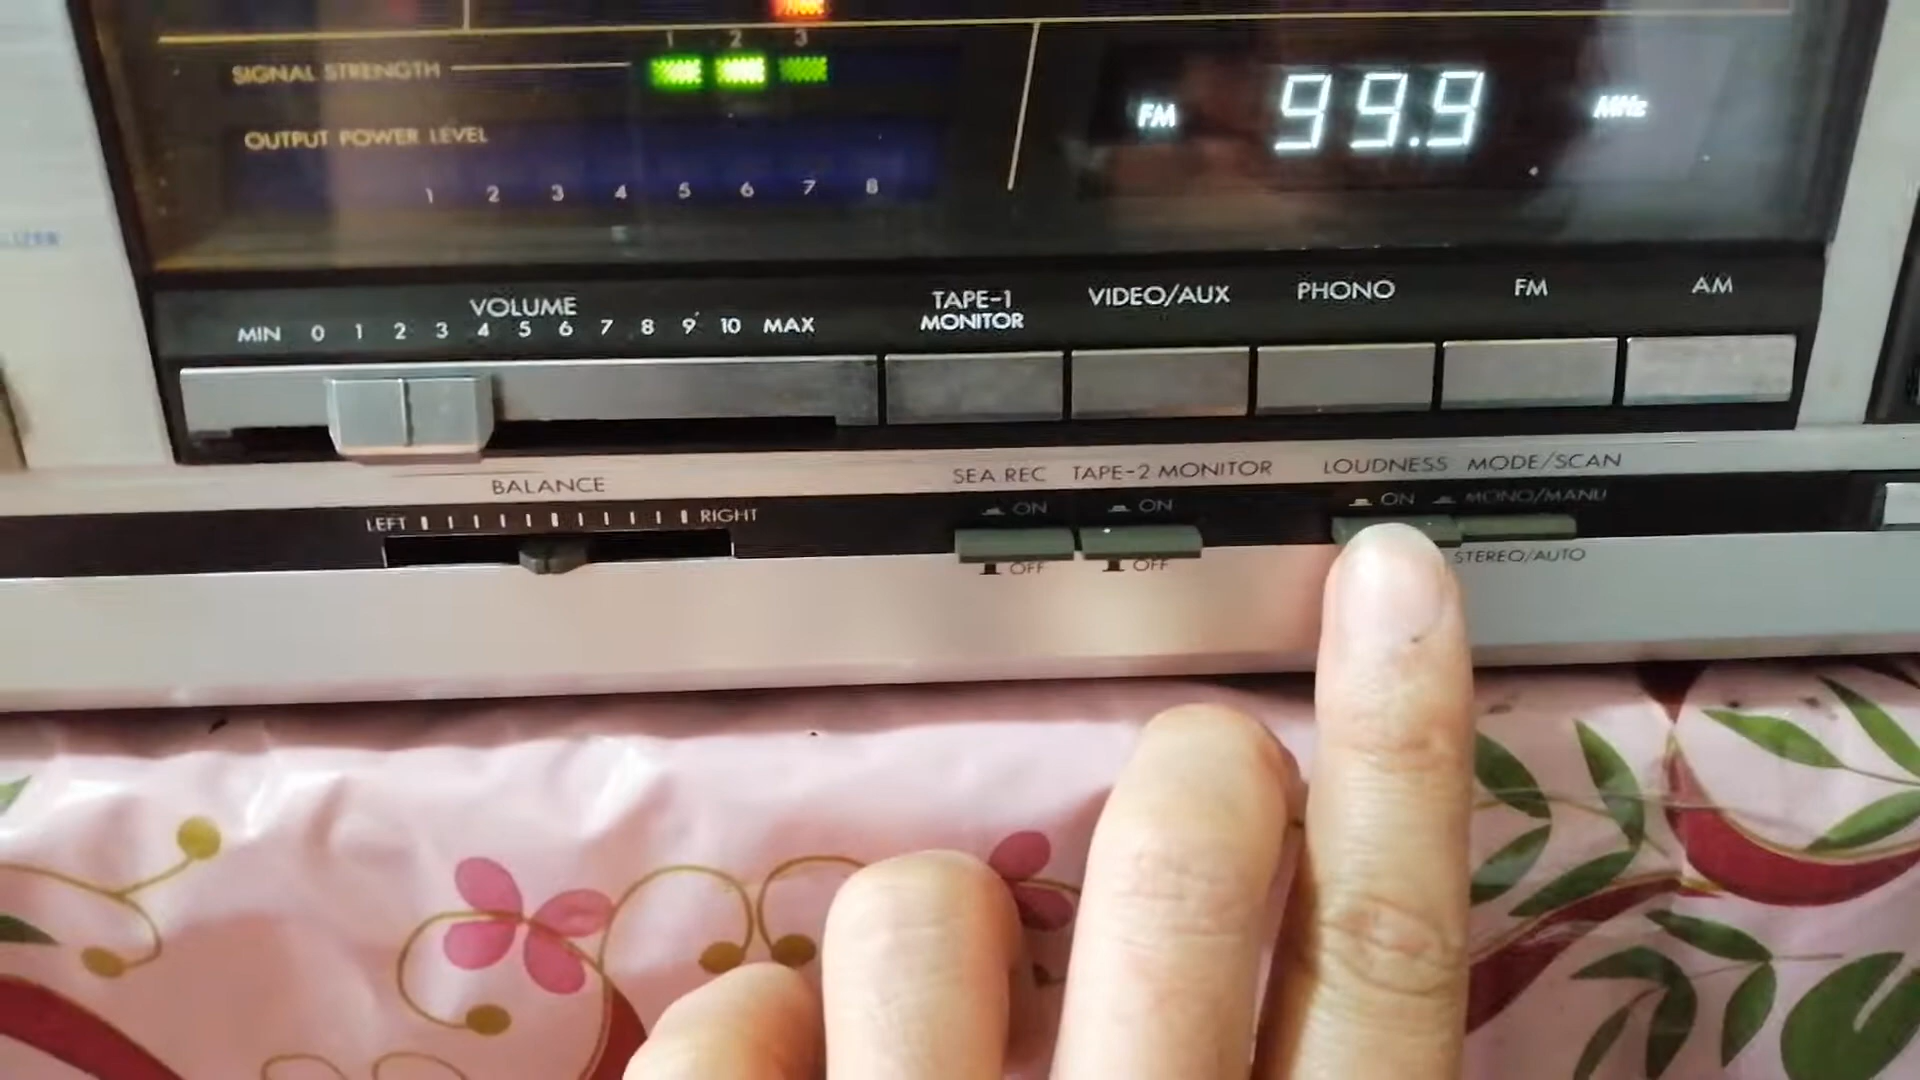 1 2 3
SIGNAL STRENGTH
FM 99.9 MHz
OUTPUT POWER LEVEL
1 2 3 4 5 6 7 8
LIZER
VOLUME
MIN 0 1 2 3 4 5 6 7 8 9 10 MAX
TAPE-1
MONITOR
VIDEO/AUX
PHONO
FM
AM
BALANCE
LEFT RIGHT
SEA REC
TAPE-2 MONITOR
LOUDNESS
MODE/SCAN
ON
ON
ON
MONO/MANU
OFF
OFF
STEREO/AUTO